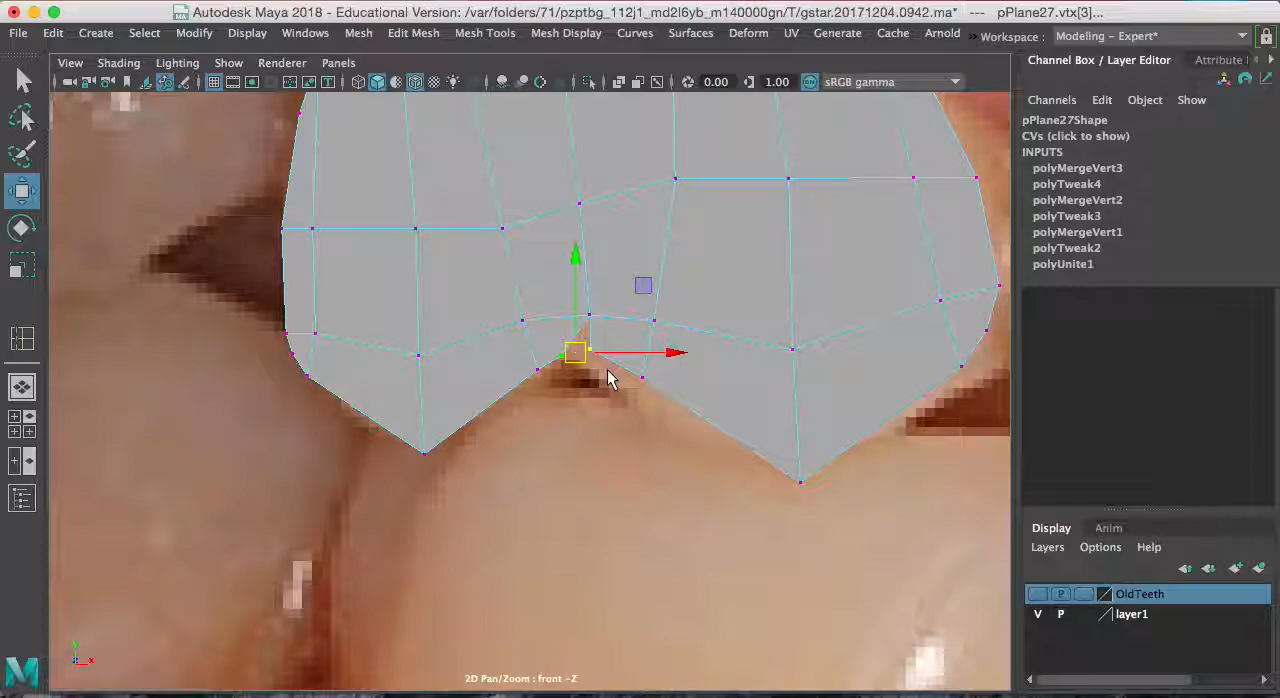 Autodesk Maya 2018 - Educational Version: /var/folders/71/pzptbg_112j1_md2l6yb_m140000gn/T/gstar.20171204.0942.ma* --- pPlane27.vtx[3]...
File Edit Create Select Modify Display Windows Mesh Edit Mesh Mesh Tools Mesh Display Curves Surfaces Deform UV Generate Cache Arnold » Workspace : Modeling - Expert*
View Shading Lighting Show Renderer Panels
0.00 1.00 sRGB gamma
Channel Box / Layer Editor Attribute
Channels Edit Object Show
pPlane27Shape
CVs (click to show)
INPUTS
polyMergeVert3
polyTweak4
polyMergeVert2
polyTweak3
polyMergeVert1
polyTweak2
polyUnite1
Display Anim
Layers Options Help
P OldTeeth
V P layer1
y
z x
2D Pan/Zoom : front -Z